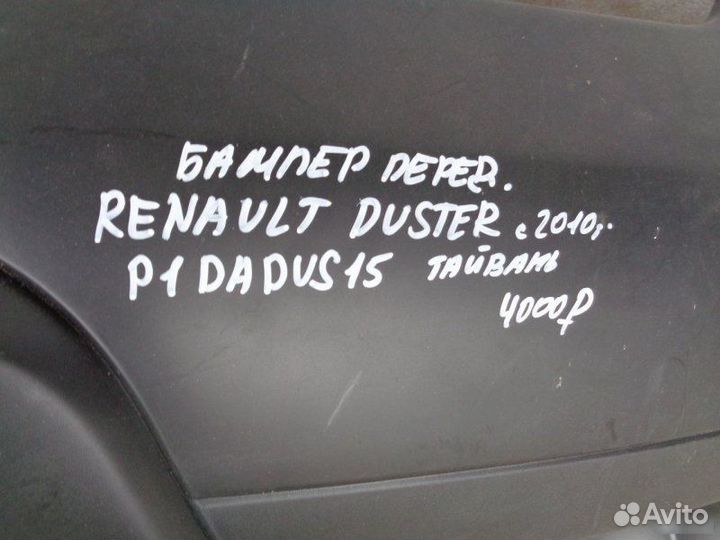 БАМПЕР ПЕРЕД.
RENAULT DUSTER с 2010г.
P1DADUS15 ТАЙВАНЬ
4000₽
Avito